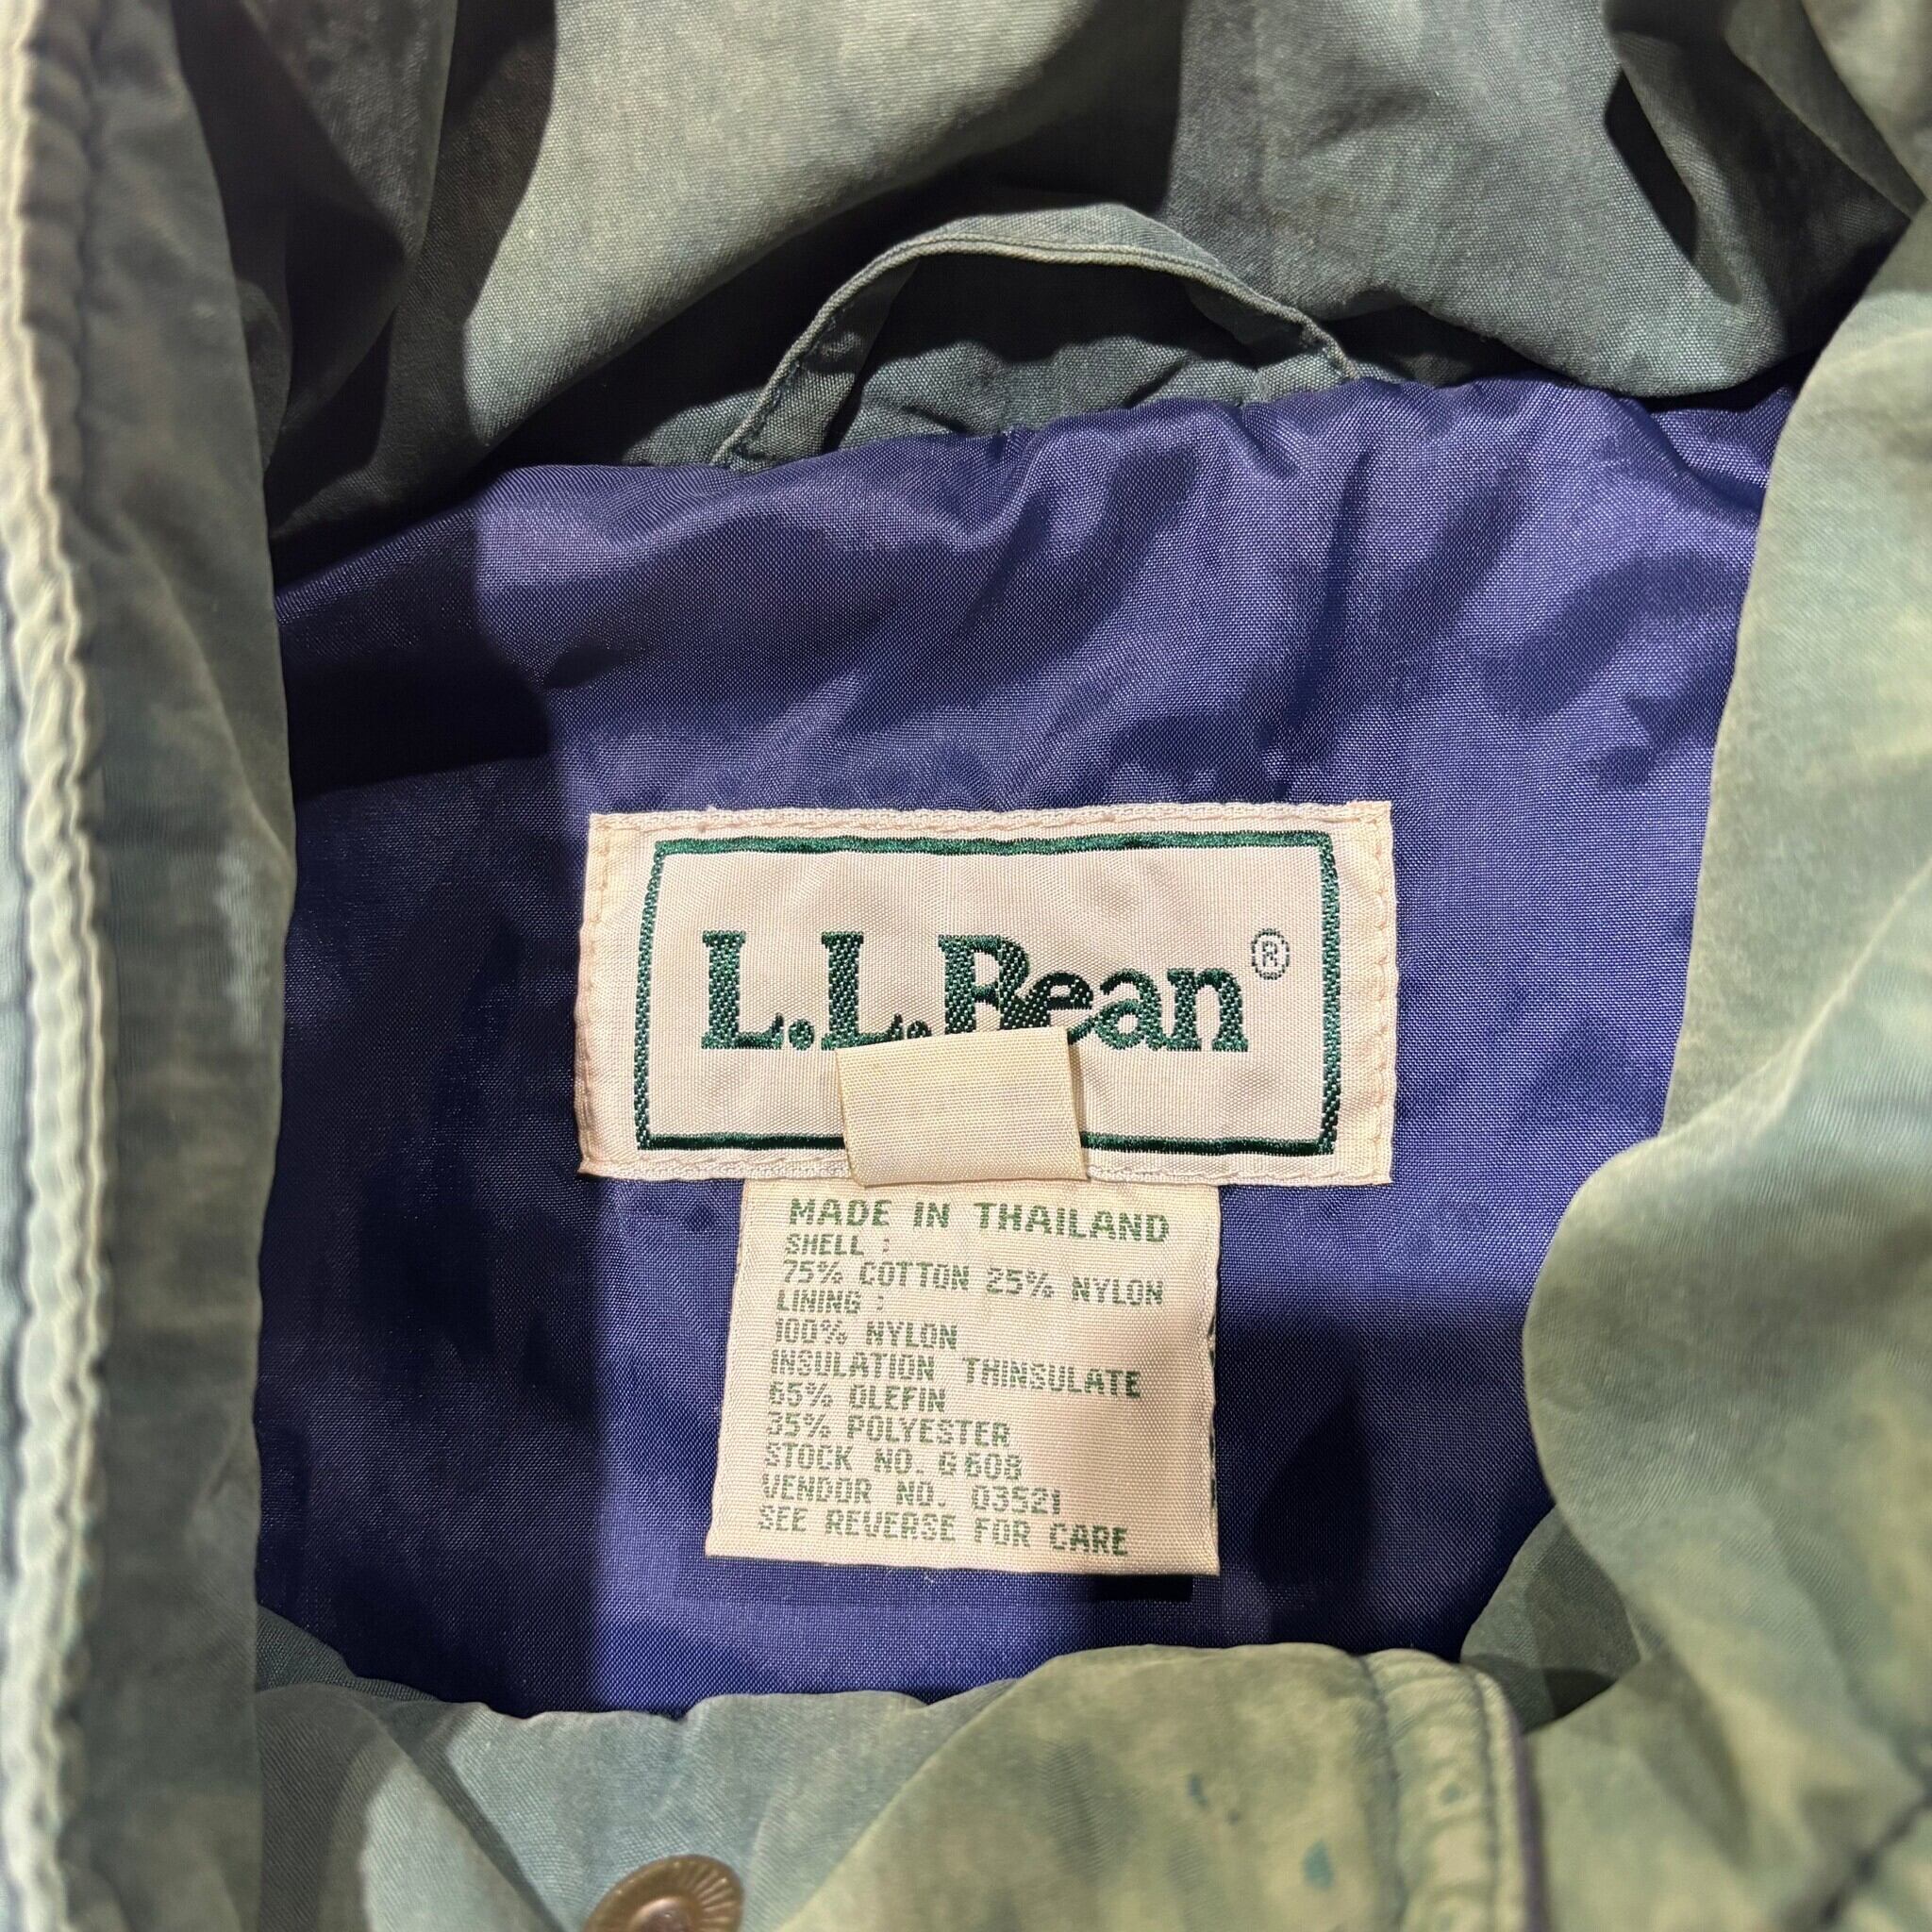 L.L.Bean®
MADE IN THAILAND
SHELL :
75% COTTON 25% NYLON
LINING :
100% NYLON
INSULATION THINSULATE
65% OLEFIN
35% POLYESTER
STOCK NO. G608
VENDOR NO. 03521
SEE REVERSE FOR CARE